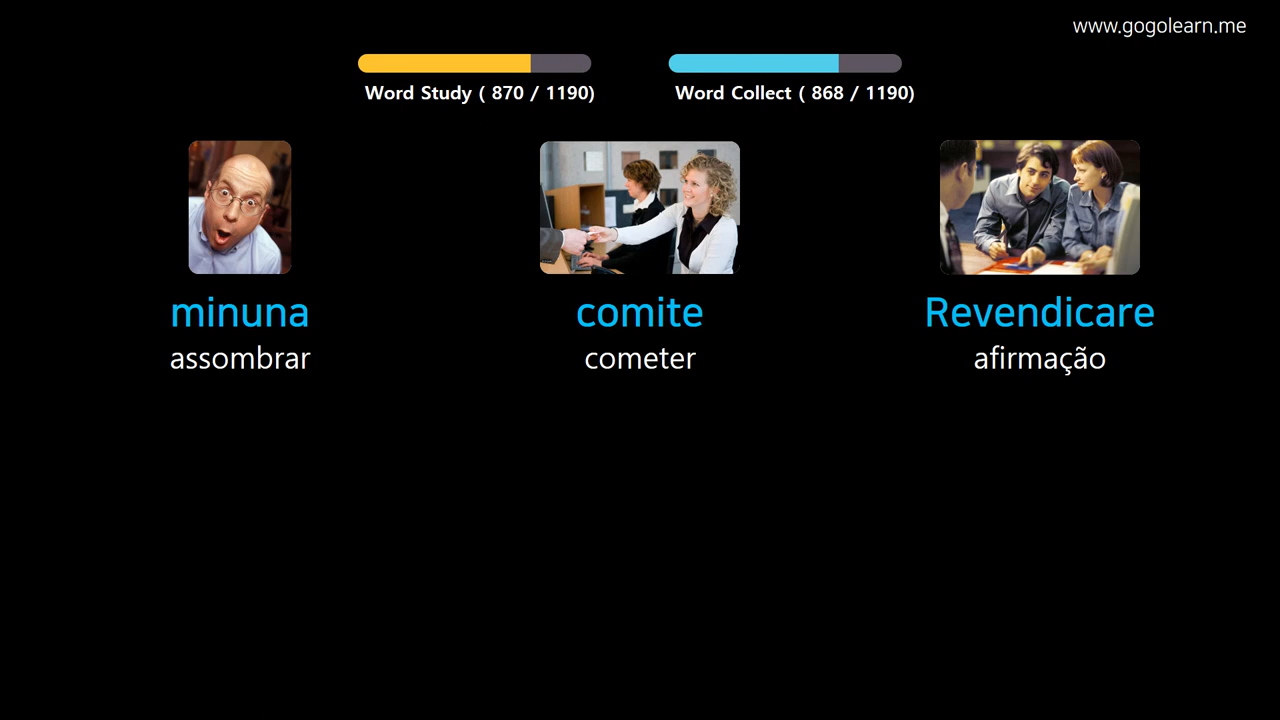 www.gogolearn.me
Word Study ( 870 / 1190)
Word Collect ( 868 / 1190)
minuna
comite
Revendicare
assombrar
cometer
afirmação